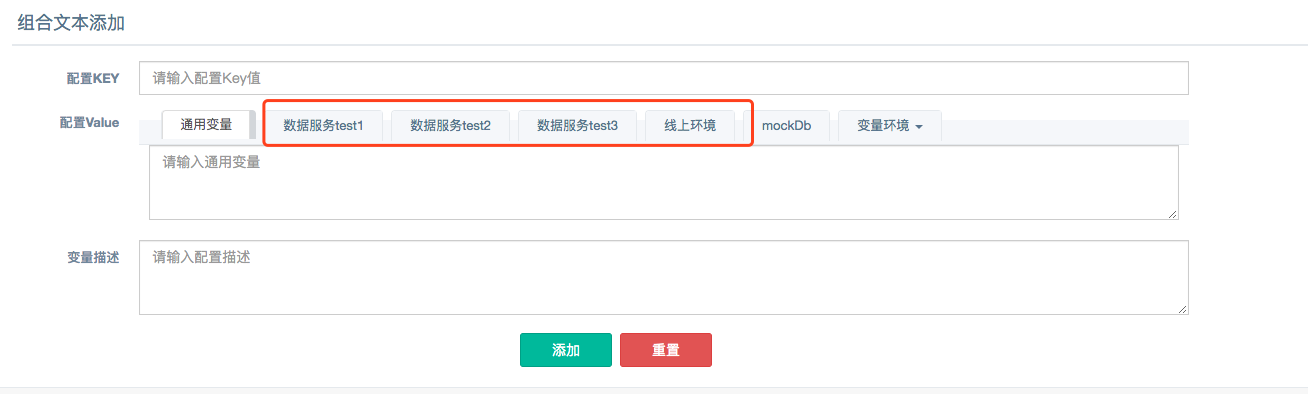 组合文本添加
配置KEY 请输入配置Key值
配置Value 通用变量 数据服务test1 数据服务test2 数据服务test3 线上环境 mockDb 变量环境
请输入通用变量
变量描述 请输入配置描述
添加 重置